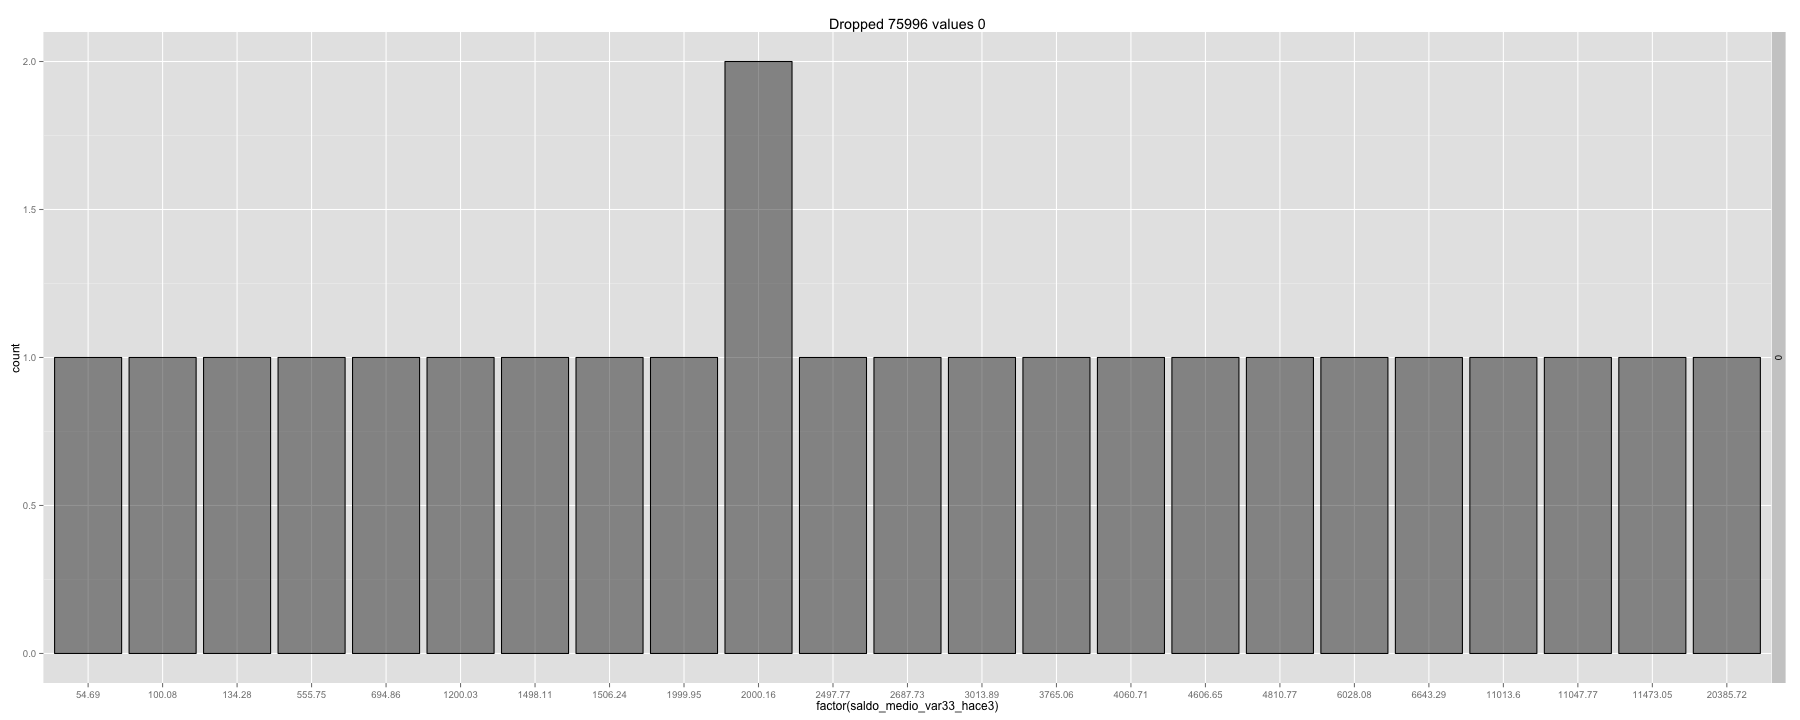 Dropped 75996 values 0
2.0
1.5
1.0
0.5
0.0
count
0
54.69 100.08 134.28 555.75 694.86 1200.03 1498.11 1506.24 1999.95 2000.16 2497.77 2687.73 3013.89 3765.06 4060.71 4606.65 4810.77 6028.08 6643.29 11013.6 11047.77 11473.05 20385.72
factor(saldo_medio_var33_hace3)